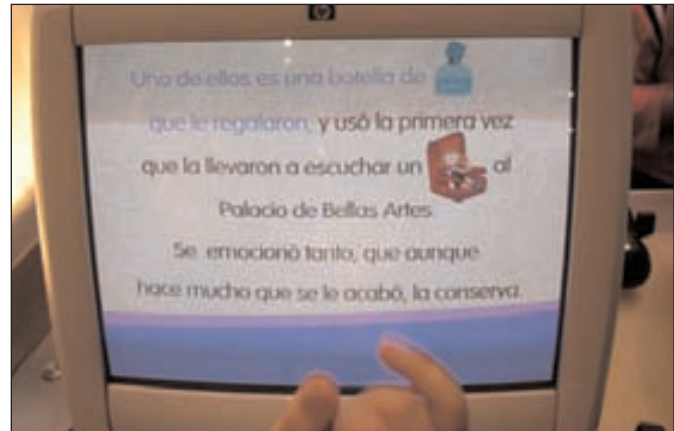 Uno de ellos es una botella de
que le regalaron, y usó la primera vez
que la llevaron a escuchar un al
Palacio de Bellas Artes.
Se emocionó tanto, que aunque
hace mucho que se le acabó, la conserva.
hp